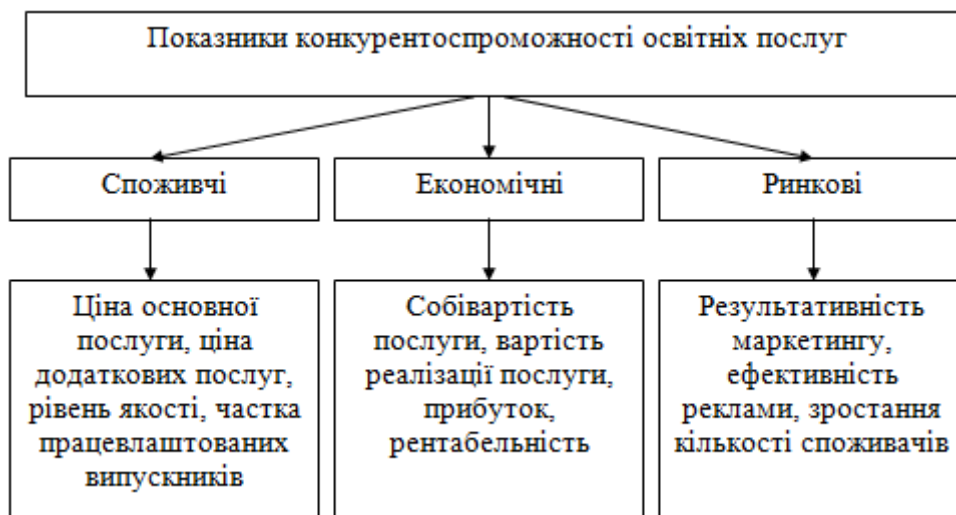 Показники конкурентоспроможності освітніх послуг
Споживчі
Економічні
Ринкові
Ціна основної
послуги, ціна
додаткових послуг,
рівень якості, частка
працевлаштованих
випускників
Собівартість
послуги, вартість
реалізації послуги,
прибуток,
рентабельність
Результативність
маркетингу,
ефективність
реклами, зростання
кількості споживачів